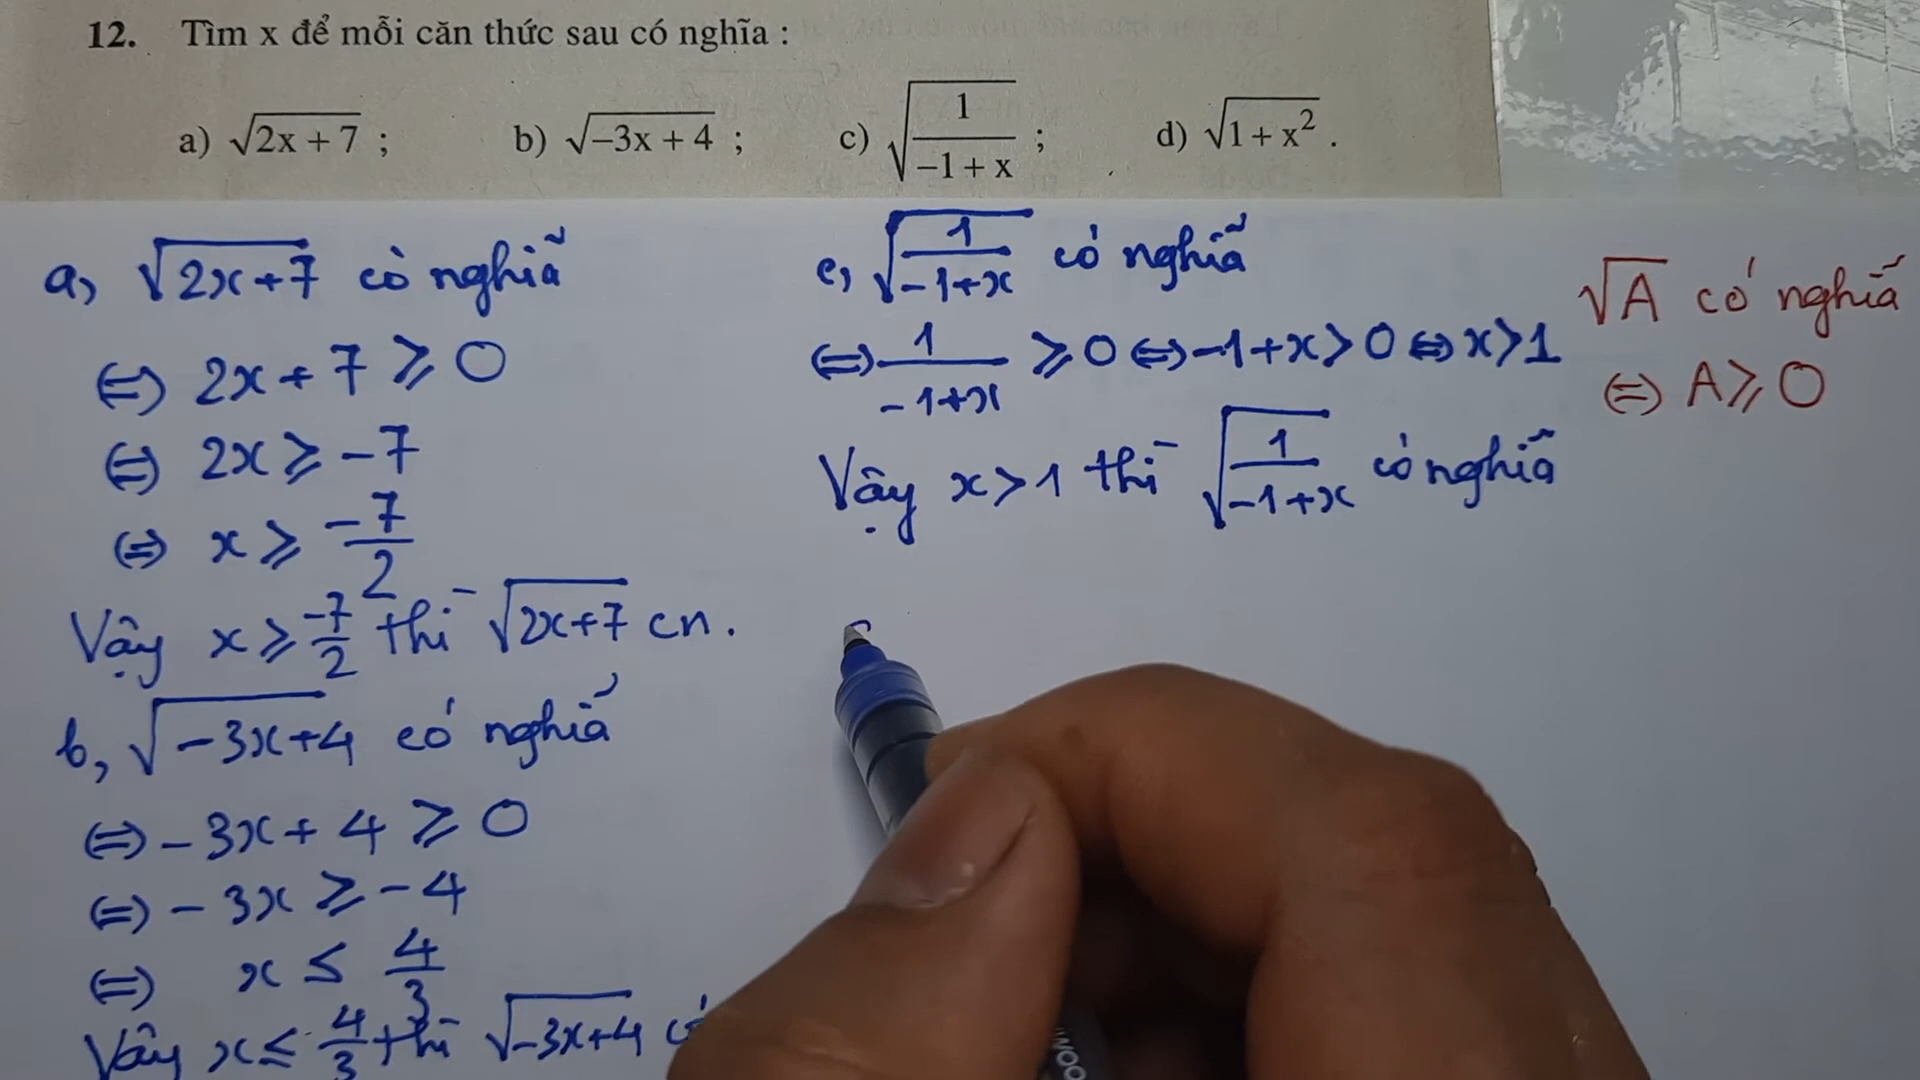 12. Tìm x để mỗi căn thức sau có nghĩa :
a) √(2x + 7) ; b) √(−3x + 4) ; c) √(1/(−1 + x)) ; d) √(1 + x²) .
a, √(2x+7) có nghĩa
⇔ 2x + 7 ≥ 0
⇔ 2x ≥ -7
⇔ x ≥ -7/2
Vậy x ≥ -7/2 thì √(2x+7) cn.
b, √(-3x+4) có nghĩa
⇔ -3x + 4 ≥ 0
⇔ -3x ≥ -4
⇔ x ≤ 4/3
Vậy x ≤ 4/3 thì √(-3x+4) có
c, √(1/(-1+x)) có nghĩa
⇔ 1/(-1+x) ≥ 0 ⇔ -1+x > 0 ⇔ x > 1
Vậy x > 1 thì √(1/(-1+x)) có nghĩa
√A có nghĩa
⇔ A ≥ 0